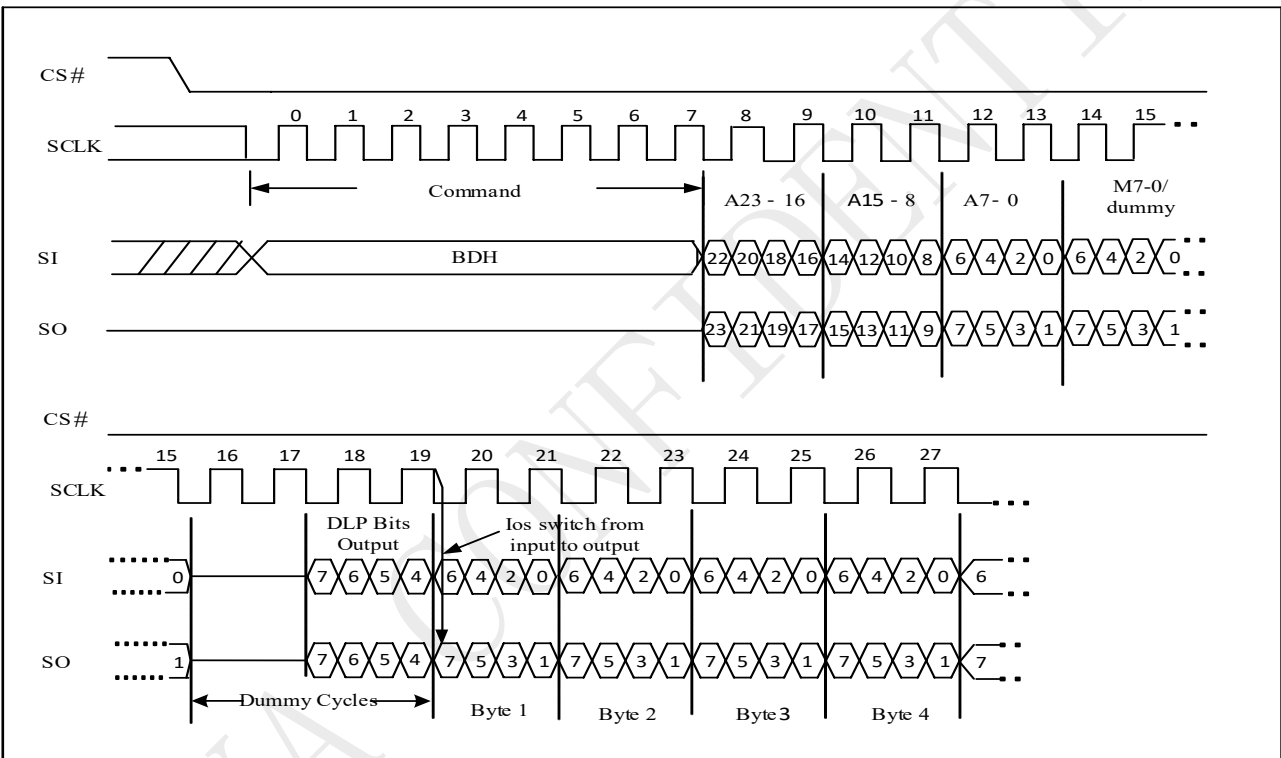 CS#
0 1 2 3 4 5 6 7 8 9 10 11 12 13 14 15
SCLK
Command
A23 - 16
A15 - 8
A7- 0
M7-0/
dummy
SI
BDH
22 20 18 16 14 12 10 8 6 4 2 0 6 4 2 0
SO
23 21 19 17 15 13 11 9 7 5 3 1 7 5 3 1
CS#
15 16 17 18 19 20 21 22 23 24 25 26 27
SCLK
DLP Bits
Output
Ios switch from
input to output
SI
0 7 6 5 4 6 4 2 0 6 4 2 0 6 4 2 0 6 4 2 0 6
SO
1 7 6 5 4 7 5 3 1 7 5 3 1 7 5 3 1 7 5 3 1 7
Dummy Cycles
Byte 1
Byte 2
Byte3
Byte 4